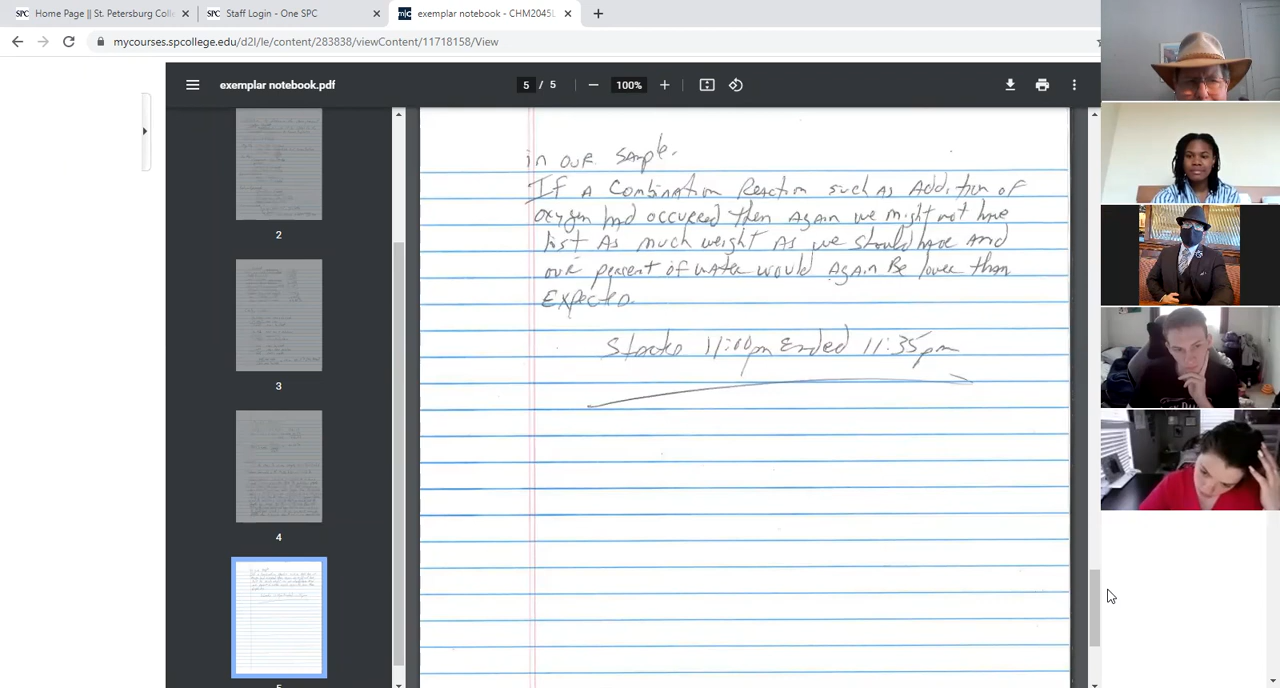 Home Page || St. Petersburg Coll
Staff Login - One SPC
exemplar notebook - CHM2045L
mycourses.spcollege.edu/d2l/le/content/283838/viewContent/11718158/View
exemplar notebook.pdf
5 / 5
100%
2
3
4
5
in our sample.
If a Combination Reaction such as Addition of
oxygen had occurred then Again we might not have
lost As much weight As we should have and
our percent of water would Again Be lower than
Expected.
Started 11:00pm Ended 11:35pm